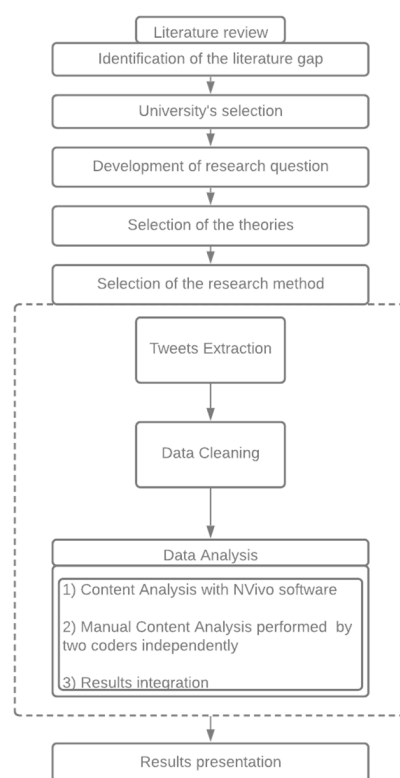 Literature review
Identification of the literature gap
University's selection
Development of research question
Selection of the theories
Selection of the research method
Tweets Extraction
Data Cleaning
Data Analysis
1) Content Analysis with NVivo software
2) Manual Content Analysis performed by
two coders independently
3) Results integration
Results presentation